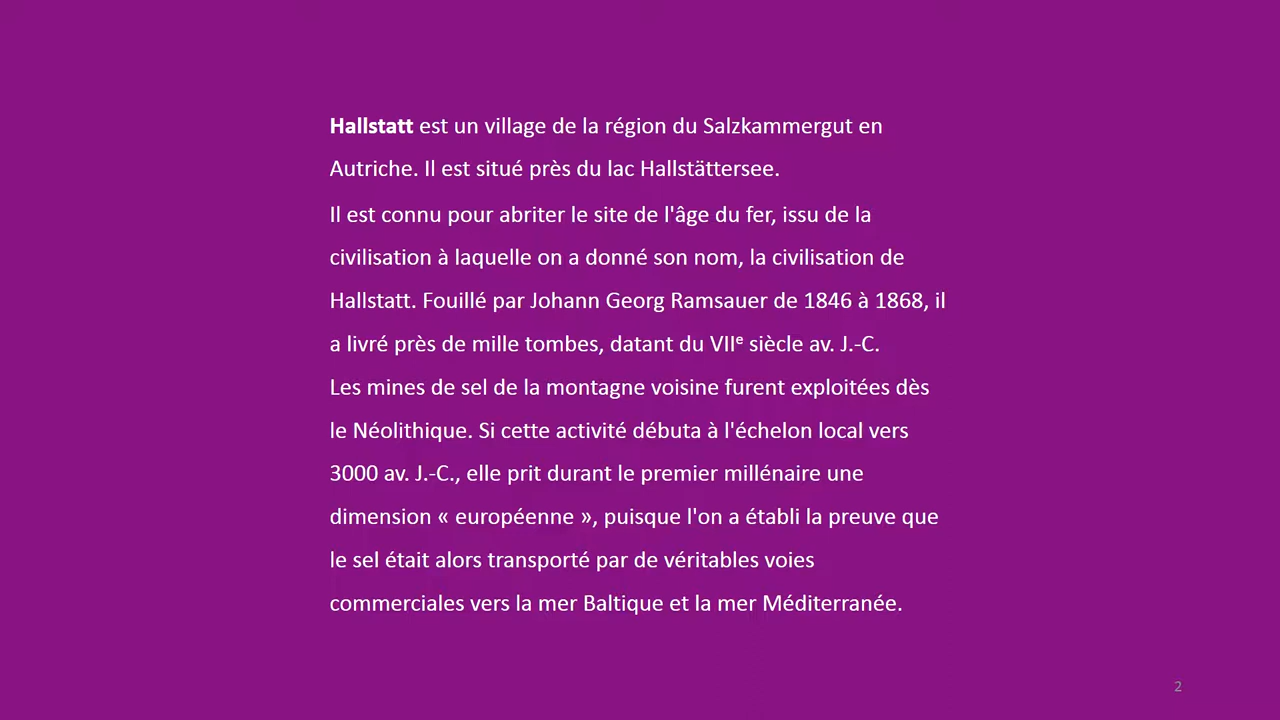 Hallstatt est un village de la région du Salzkammergut en
Autriche. Il est situé près du lac Hallstättersee.
Il est connu pour abriter le site de l'âge du fer, issu de la
civilisation à laquelle on a donné son nom, la civilisation de
Hallstatt. Fouillé par Johann Georg Ramsauer de 1846 à 1868, il
a livré près de mille tombes, datant du VIIᵉ siècle av. J.-C.
Les mines de sel de la montagne voisine furent exploitées dès
le Néolithique. Si cette activité débuta à l'échelon local vers
3000 av. J.-C., elle prit durant le premier millénaire une
dimension « européenne », puisque l'on a établi la preuve que
le sel était alors transporté par de véritables voies
commerciales vers la mer Baltique et la mer Méditerranée.
2